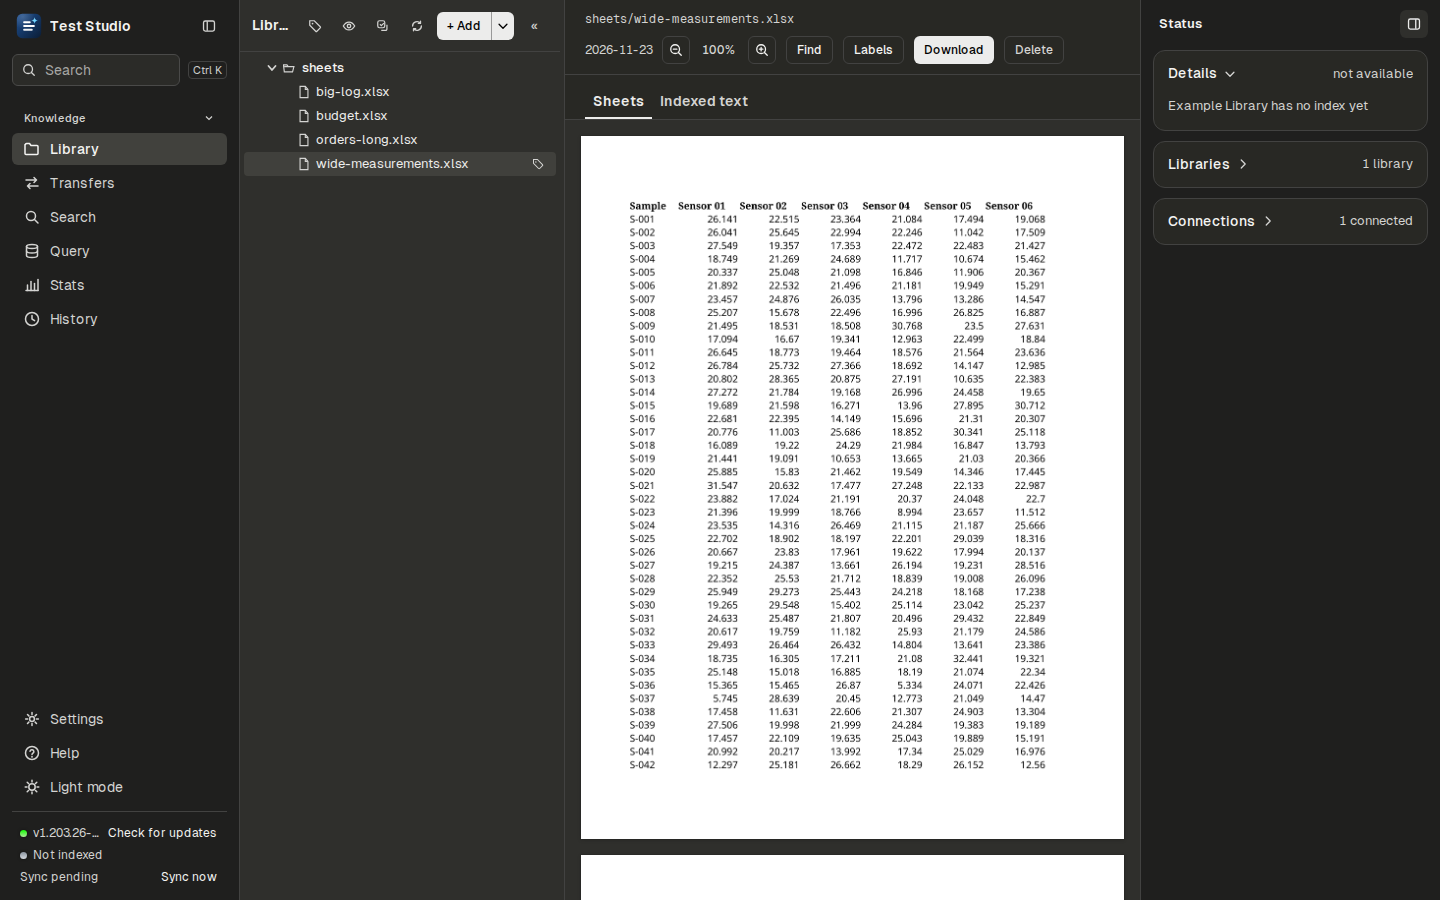 Test Studio
Search
Ctrl K
Knowledge
Library
Transfers
Search
Query
Stats
History
Settings
Help
Light mode
v1.203.26-… Check for updates
Not indexed
Sync pending Sync now
Libr…
+ Add
«
sheets
big-log.xlsx
budget.xlsx
orders-long.xlsx
wide-measurements.xlsx
sheets/wide-measurements.xlsx
2026-11-23 100% Find Labels Download Delete
Sheets Indexed text
Sample Sensor 01 Sensor 02 Sensor 03 Sensor 04 Sensor 05 Sensor 06
S-001 26.141 22.515 23.364 21.084 17.494 19.068
S-002 26.041 25.645 22.994 22.246 11.042 17.509
S-003 27.549 19.357 17.353 22.472 22.483 21.427
S-004 18.749 21.269 24.689 11.717 10.674 15.462
S-005 20.337 25.048 21.098 16.846 11.906 20.367
S-006 21.892 22.532 21.496 21.181 19.949 15.291
S-007 23.457 24.876 26.035 13.796 13.286 14.547
S-008 25.207 15.678 22.496 16.996 26.825 16.887
S-009 21.495 18.531 18.508 30.768 23.5 27.631
S-010 17.094 16.67 19.341 12.963 22.499 18.84
S-011 26.645 18.773 19.464 18.576 21.564 23.636
S-012 26.784 25.732 27.366 18.692 14.147 12.985
S-013 20.802 28.365 20.875 27.191 10.635 22.383
S-014 27.272 21.784 19.168 26.996 24.458 19.65
S-015 19.689 21.598 16.271 13.96 27.895 30.712
S-016 22.681 22.395 14.149 15.696 21.31 20.307
S-017 20.776 11.003 25.686 18.852 30.341 25.118
S-018 16.089 19.22 24.29 21.984 16.847 13.793
S-019 21.441 19.091 10.653 13.665 21.03 20.366
S-020 25.885 15.83 21.462 19.549 14.346 17.445
S-021 31.547 20.632 17.477 27.248 22.133 22.987
S-022 23.882 17.024 21.191 20.37 24.048 22.7
S-023 21.396 19.999 18.766 8.994 23.657 11.512
S-024 23.535 14.316 26.469 21.115 21.187 25.666
S-025 22.702 18.902 18.197 22.201 29.039 18.316
S-026 20.667 23.83 17.961 19.622 17.994 20.137
S-027 19.215 24.387 13.661 26.194 19.231 28.516
S-028 22.352 25.53 21.712 18.839 19.008 26.096
S-029 25.949 29.273 25.443 24.218 18.168 17.238
S-030 19.265 29.548 15.402 25.114 23.042 25.237
S-031 24.633 25.487 21.807 20.496 29.432 22.849
S-032 20.617 19.759 11.182 25.93 21.179 24.586
S-033 29.493 26.464 26.432 14.804 13.641 23.386
S-034 18.735 16.305 17.211 21.08 32.441 19.321
S-035 25.148 15.018 16.885 18.19 21.074 22.34
S-036 15.365 15.465 26.87 5.334 24.071 22.426
S-037 5.745 28.639 20.45 12.773 21.049 14.47
S-038 17.458 11.631 22.606 21.307 24.903 13.304
S-039 27.506 19.998 21.999 24.284 19.383 19.189
S-040 17.457 22.109 19.635 25.043 19.889 15.191
S-041 20.992 20.217 13.992 17.34 25.029 16.976
S-042 12.297 25.181 26.662 18.29 26.152 12.56
Status
Details not available
Example Library has no index yet
Libraries 1 library
Connections 1 connected